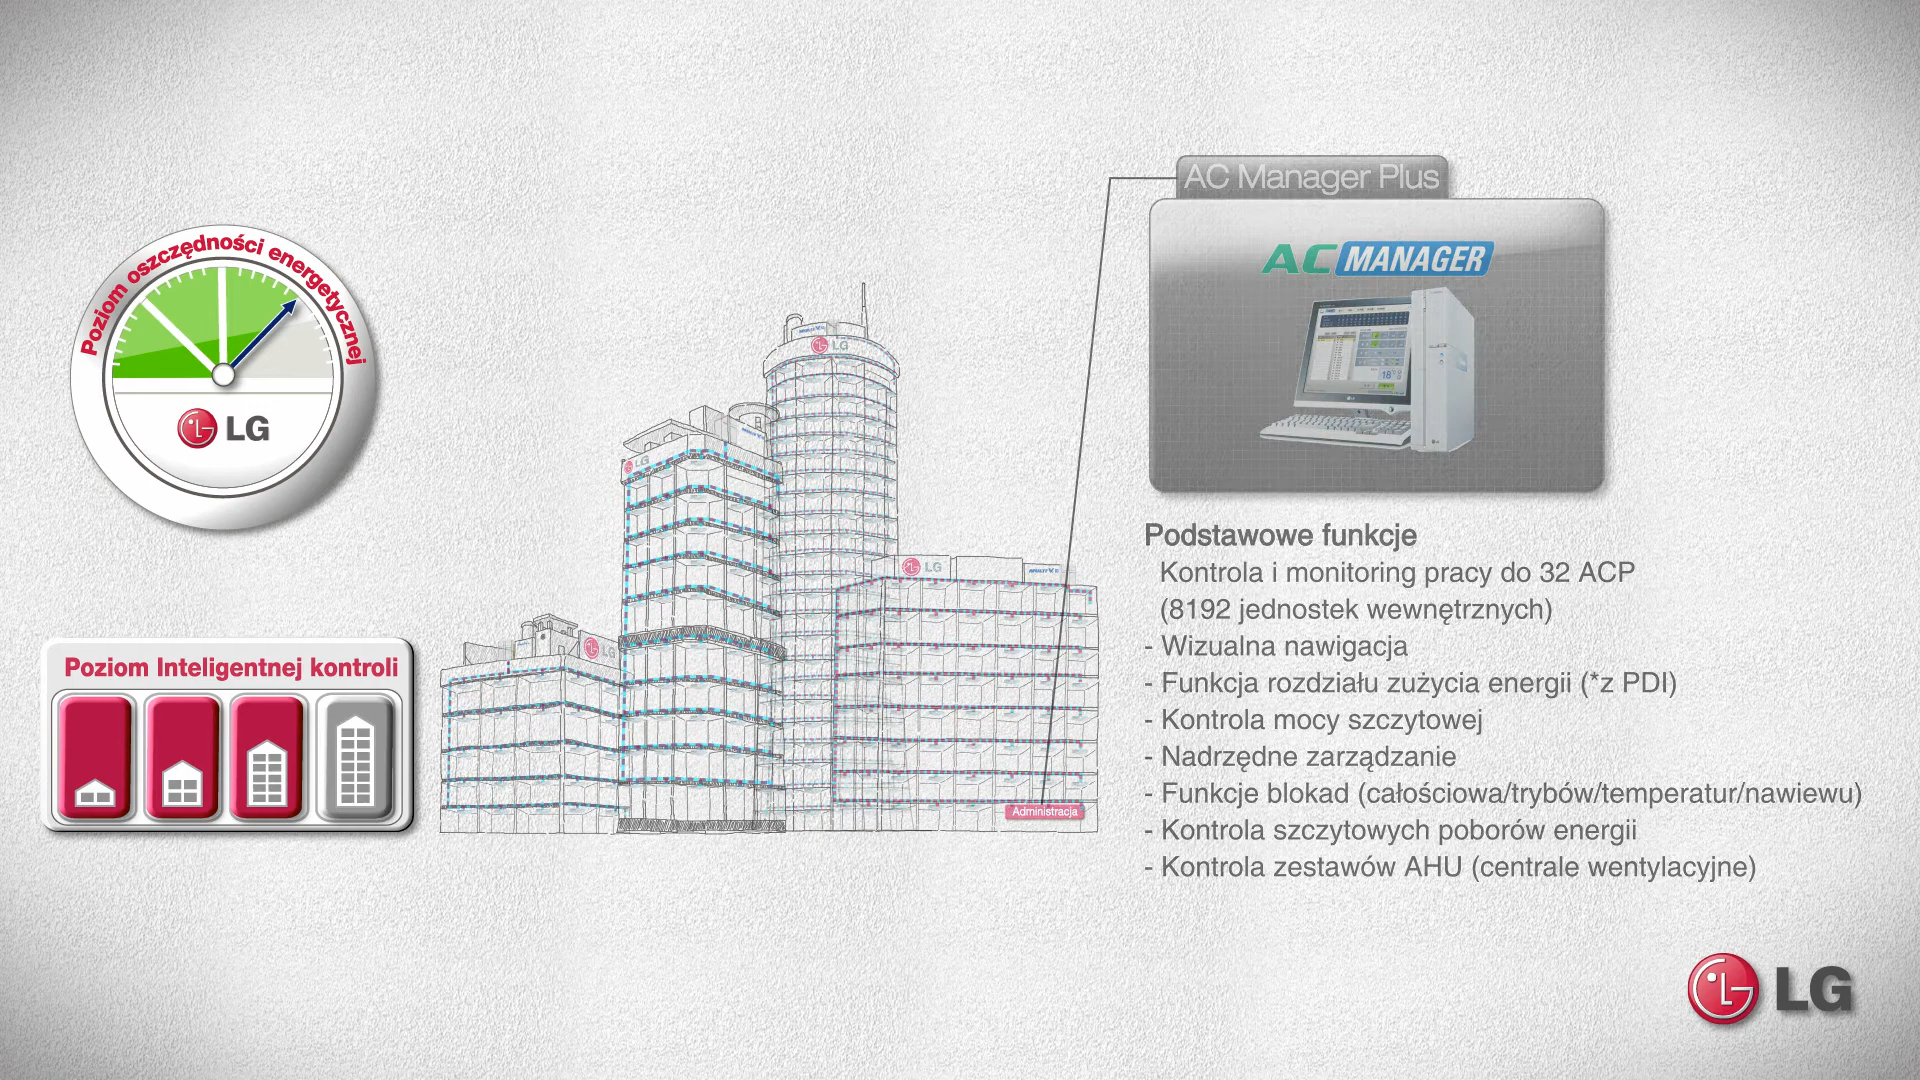 Poziom oszczędności energetycznej
LG
Poziom Inteligentnej kontroli
LG
LG
LG
LG
Administracja
AC Manager Plus
AC MANAGER
18
Podstawowe funkcje
Kontrola i monitoring pracy do 32 ACP
(8192 jednostek wewnętrznych)
- Wizualna nawigacja
- Funkcja rozdziału zużycia energii (*z PDI)
- Kontrola mocy szczytowej
- Nadrzędne zarządzanie
- Funkcje blokad (całościowa/trybów/temperatur/nawiewu)
- Kontrola szczytowych poborów energii
- Kontrola zestawów AHU (centrale wentylacyjne)
LG